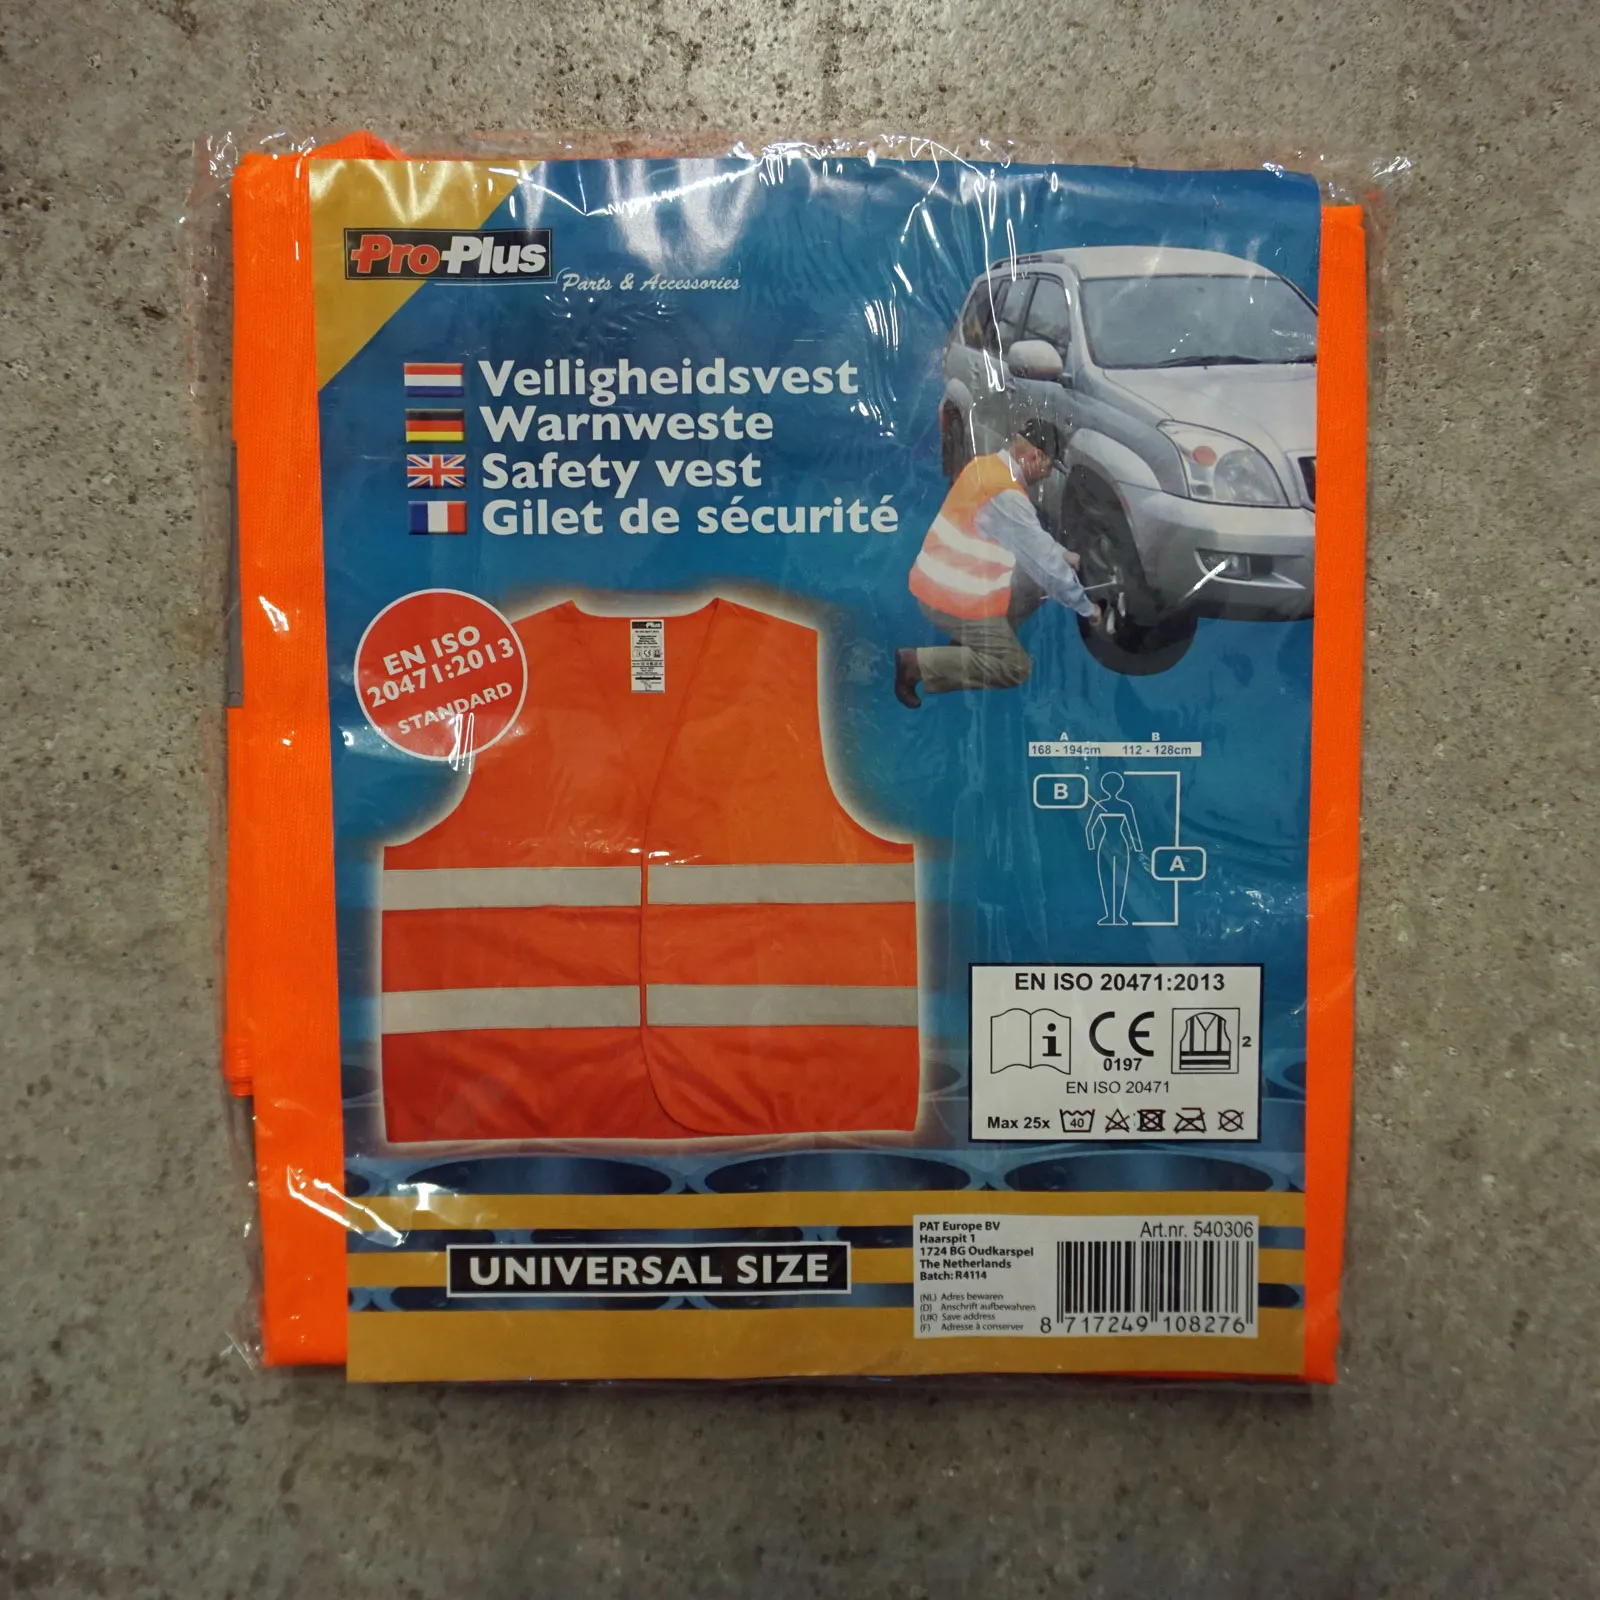 Pro-Plus
Parts & Accessories
Veiligheidsvest
Warnweste
Safety vest
Gilet de sécurité
EN ISO
20471:2013
STANDARD
Plus
A B
168 - 194cm 112 - 128cm
B
A
EN ISO 20471:2013
i
CE
0197
2
EN ISO 20471
Max 25x 40
UNIVERSAL SIZE
PAT Europe BV
Haarspit 1
1724 BG Oudkarspel
The Netherlands
Batch: R4114
(NL) Adres bewaren
(D) Anschrift aufbewahren
(UK) Save address
(F) Adresse à conserver
Art.nr. 540306
8 717249 108276